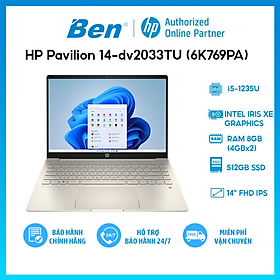 Ben
hp
Authorized
Online Partner
HP Pavilion 14-dv2033TU (6K769PA)
i5-1235U
INTEL IRIS XE
GRAPHICS
RAM 8GB
(4GBx2)
512GB SSD
14" FHD IPS
BẢO HÀNH
CHÍNH HÃNG
HỖ TRỢ
BẢO HÀNH 24/7
MIỄN PHÍ
VẬN CHUYỂN